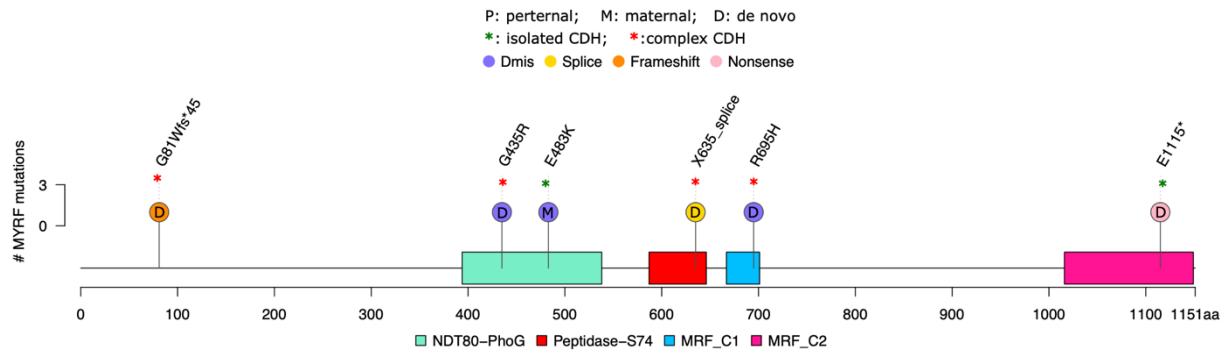 P: perternal; M: maternal; D: de novo
*: isolated CDH; *:complex CDH
Dmis Splice Frameshift Nonsense
G81Wfs*45 G435R E483K X635_splice R695H E1115*
* * * * * *
# MYRF mutations
3
0
D D M D D D
0 100 200 300 400 500 600 700 800 900 1000 1100 1151aa
NDT80-PhoG Peptidase-S74 MRF_C1 MRF_C2